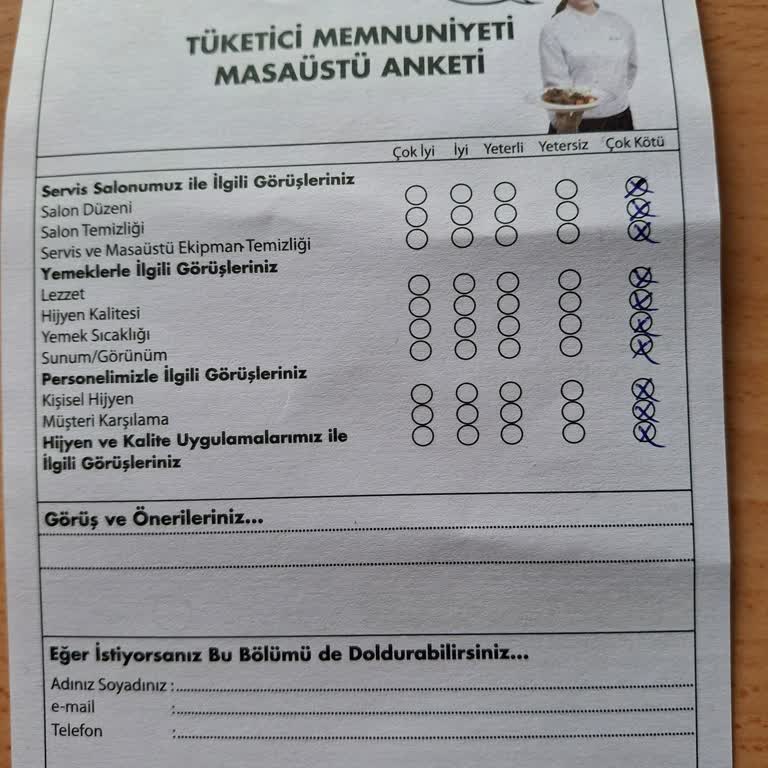 TÜKETİCİ MEMNUNİYETİ
MASAÜSTÜ ANKETİ
Çok İyi İyi Yeterli Yetersiz Çok Kötü
Servis Salonumuz ile İlgili Görüşleriniz
Salon Düzeni
Salon Temizliği
Servis ve Masaüstü Ekipman Temizliği
Yemeklerle İlgili Görüşleriniz
Lezzet
Hijyen Kalitesi
Yemek Sıcaklığı
Sunum/Görünüm
Personelimizle İlgili Görüşleriniz
Kişisel Hijyen
Müşteri Karşılama
Hijyen ve Kalite Uygulamalarımız ile
İlgili Görüşleriniz
Görüş ve Önerileriniz...
Eğer İstiyorsanız Bu Bölümü de Doldurabilirsiniz...
Adınız Soyadınız :
e-mail :
Telefon :